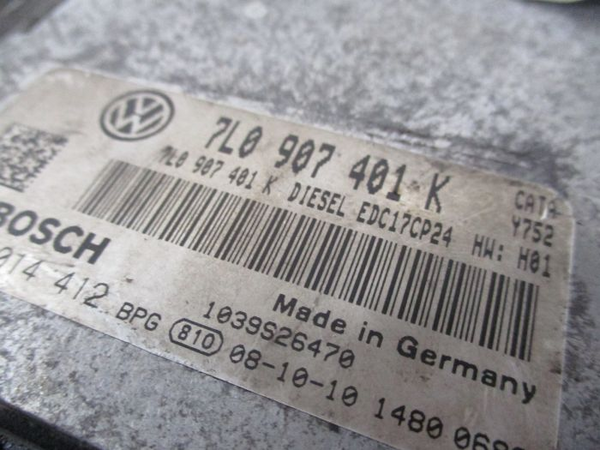 7L0 907 401 K
7L0 907 401 K DIESEL EDC17CP24 HW: H01
Y752
BOSCH
014 412 BPG 810
1039S26470
Made in Germany
08-10-10 1480